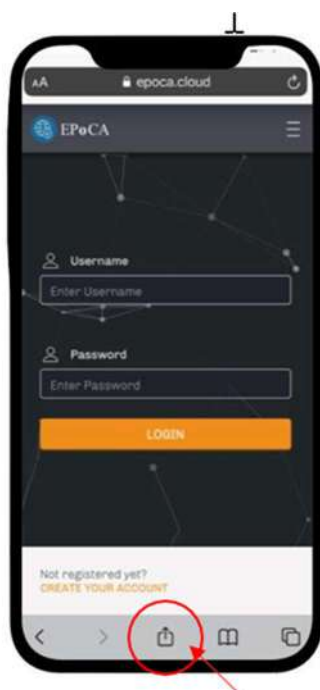 AA epoca.cloud
EPoCA
Username
Enter Username
Password
Enter Password
LOGIN
Not registered yet?
CREATE YOUR ACCOUNT